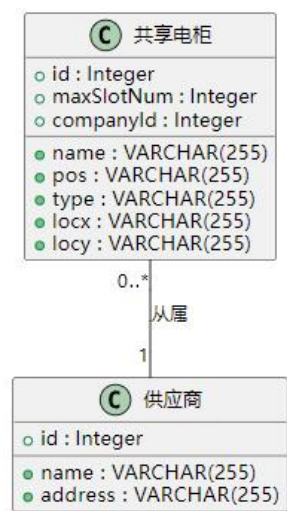 C 共享电柜
id : Integer
maxSlotNum : Integer
companyId : Integer
name : VARCHAR(255)
pos : VARCHAR(255)
type : VARCHAR(255)
locx : VARCHAR(255)
locy : VARCHAR(255)
0..*
从属
1
C 供应商
id : Integer
name : VARCHAR(255)
address : VARCHAR(255)